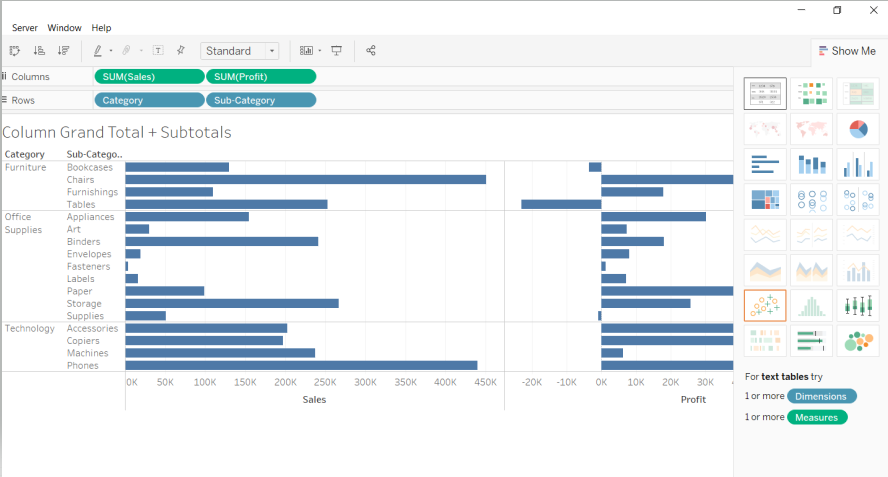 Server Window Help
Standard
Show Me
Columns SUM(Sales) SUM(Profit)
Rows Category Sub-Category
Column Grand Total + Subtotals
Category Sub-Catego..
Furniture Bookcases
Chairs
Furnishings
Tables
Office Supplies Appliances
Art
Binders
Envelopes
Fasteners
Labels
Paper
Storage
Supplies
Technology Accessories
Copiers
Machines
Phones
0K 50K 100K 150K 200K 250K 300K 350K 400K 450K -20K -10K 0K 10K 20K 30K
Sales Profit
For text tables try
1 or more Dimensions
1 or more Measures